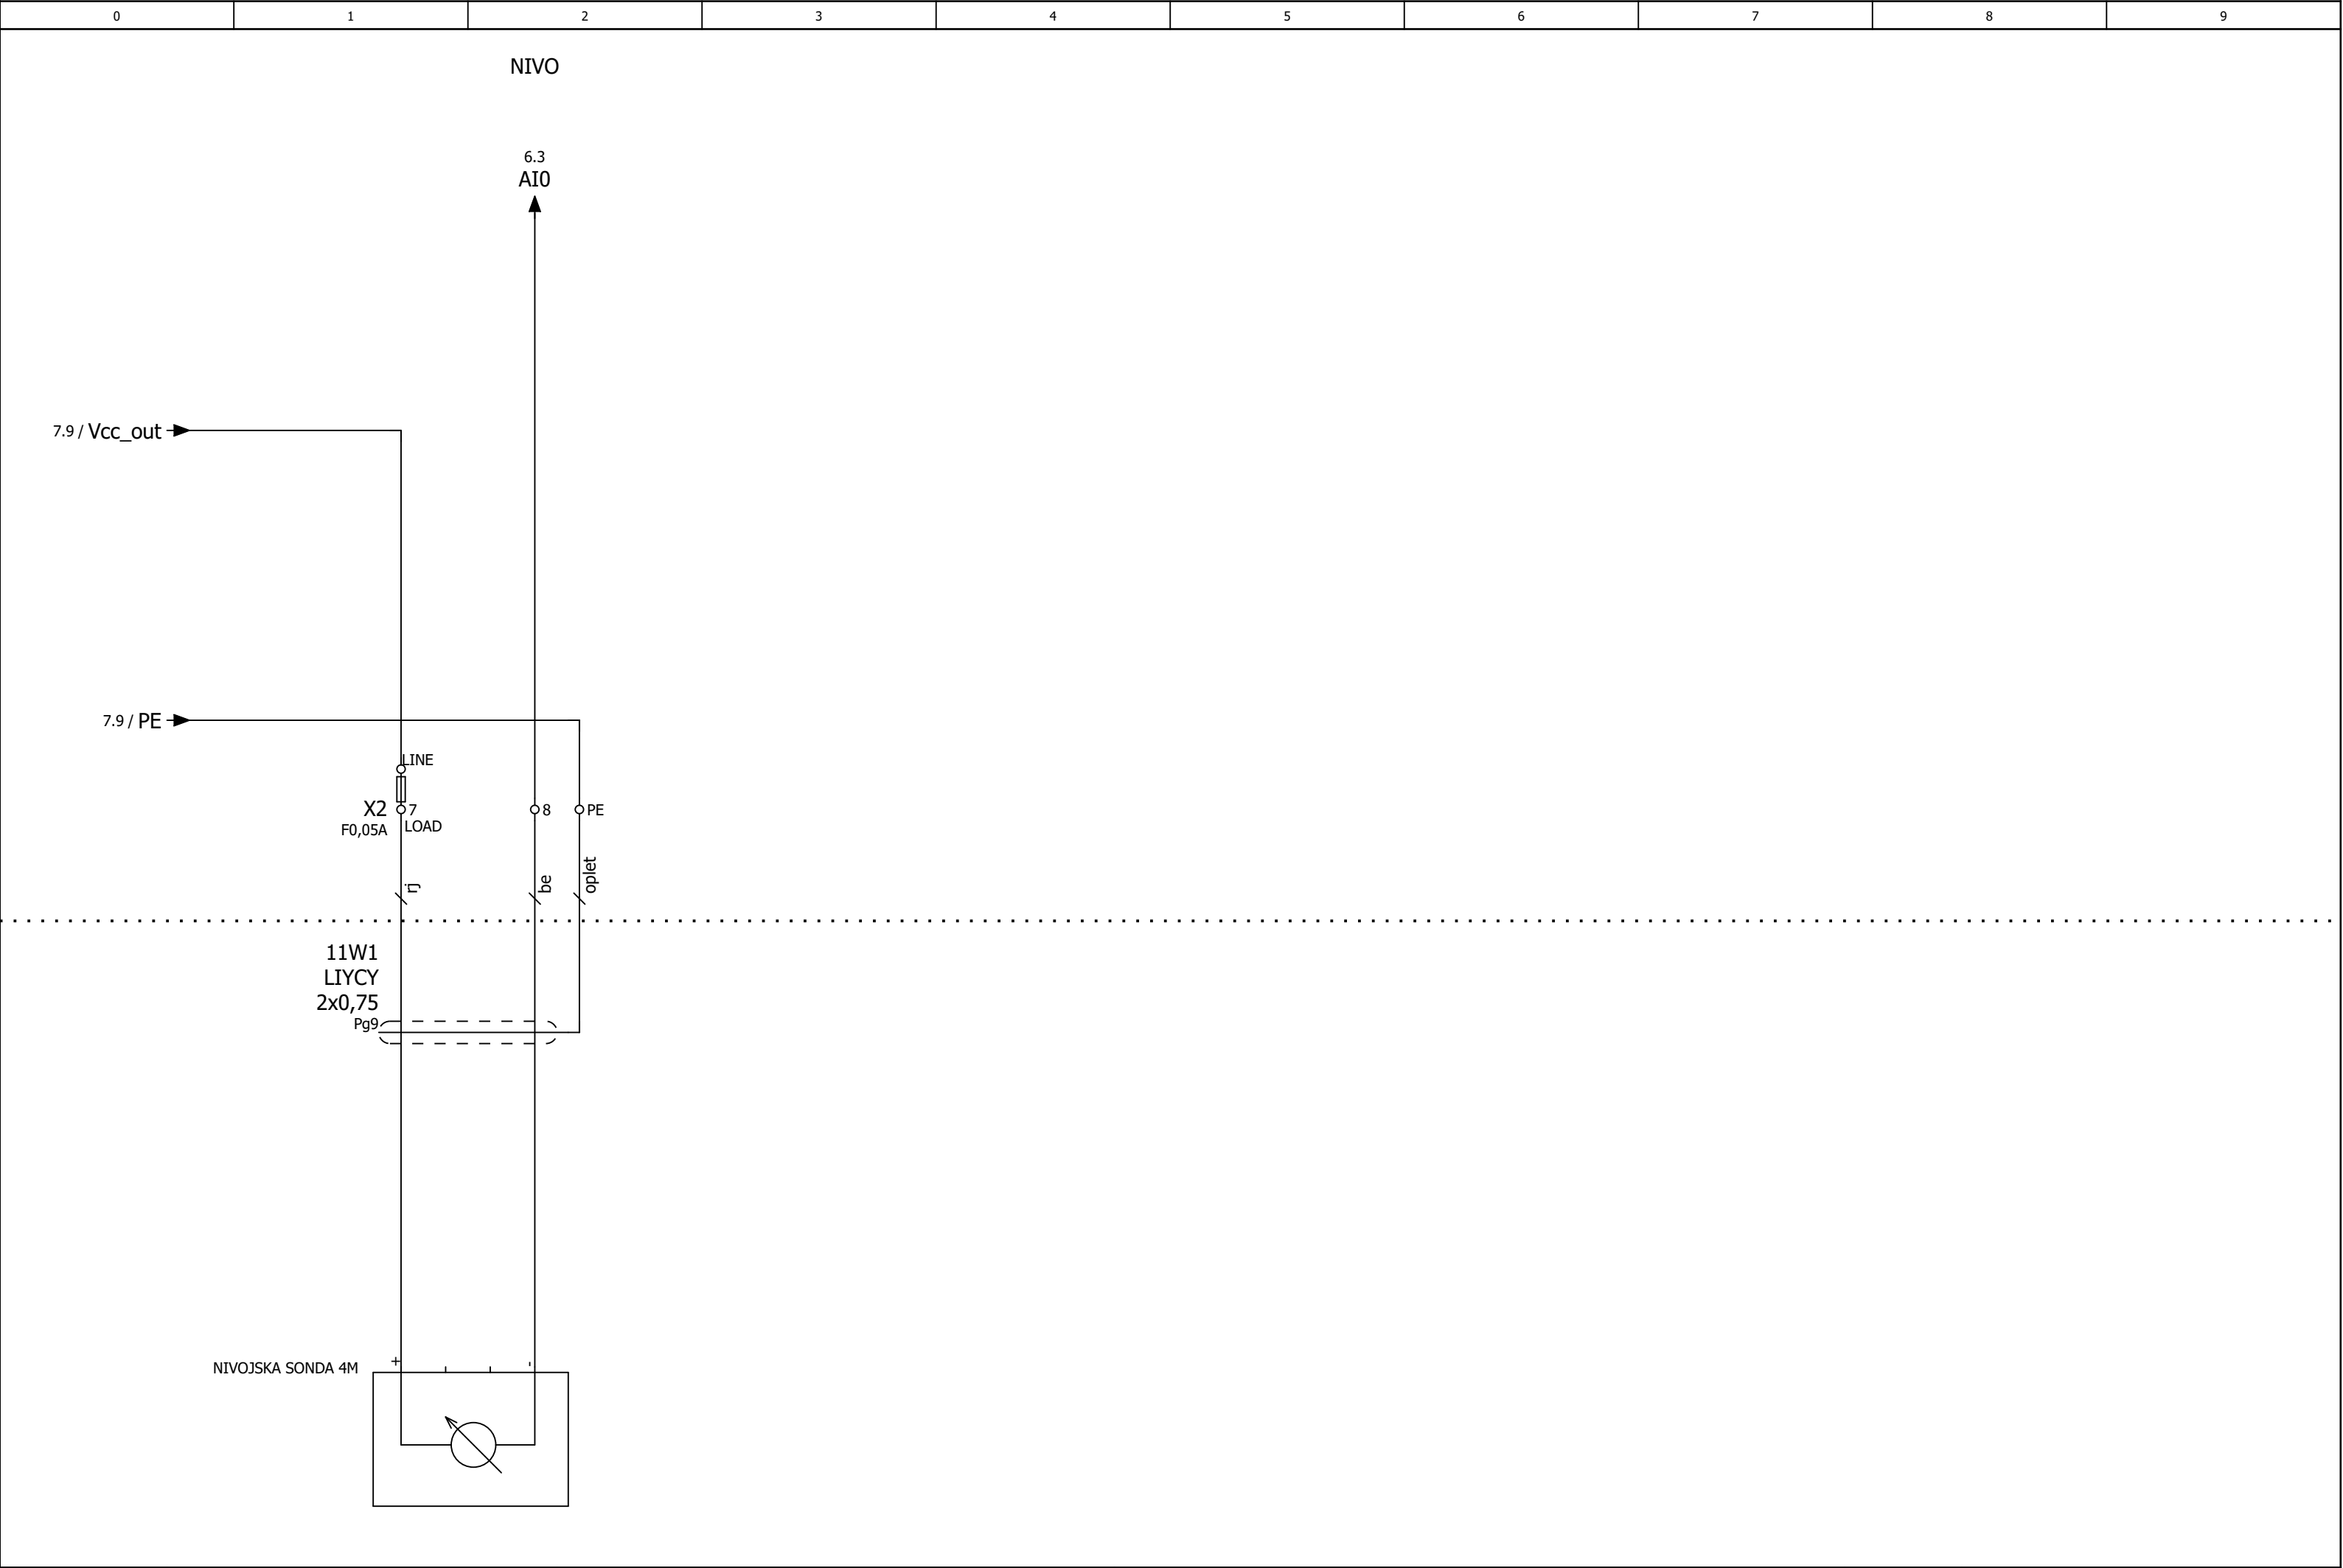 0 1 2 3 4 5 6 7 8 9
NIVO
6.3
AI0
7.9 / Vcc_out
7.9 / PE
LINE
X2 7 8 PE
F0,05A LOAD
rj be oplet
11W1
LIYCY
2x0,75
Pg9
+ -
NIVOJSKA SONDA 4M